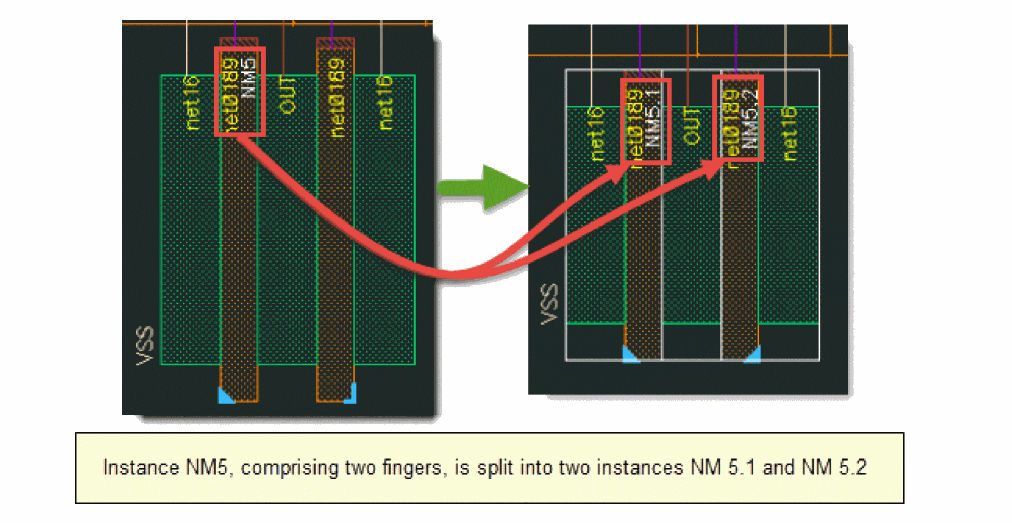 net16
net0189
NM5
OUT
net0189
net16
VSS
net16
net0189
NM5.1
OUT
net0189
NM5.2
net16
VSS
Instance NM5, comprising two fingers, is split into two instances NM 5.1 and NM 5.2